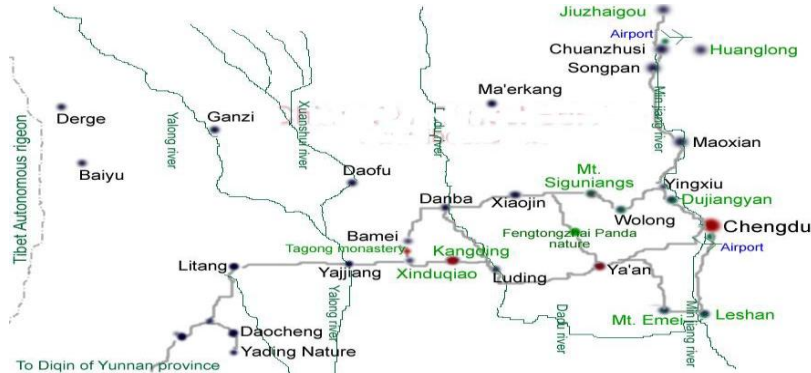 Jiuzhaigou
Airport
Chuanzhusi
Huanglong
Songpan
Ma'erkang
Derge
Ganzi
Xuanshui river
Yalong river
Min jiang river
Maoxian
Baiyu
Daofu
Mt.
Siguniangs
Yingxiu
Dujiangyan
Danba
Xiaojin
Wolong
Chengdu
Tibet Autonomous rigeon
Bamei
Tagong monastery
Fengtongzhai Panda
nature
Airport
Kangding
Litang
Yajjiang
Xinduqiao
Luding
Ya'an
Yalong river
Dadu river
Min jiang river
Mt. Emei
Leshan
Daocheng
Yading Nature
To Diqin of Yunnan province